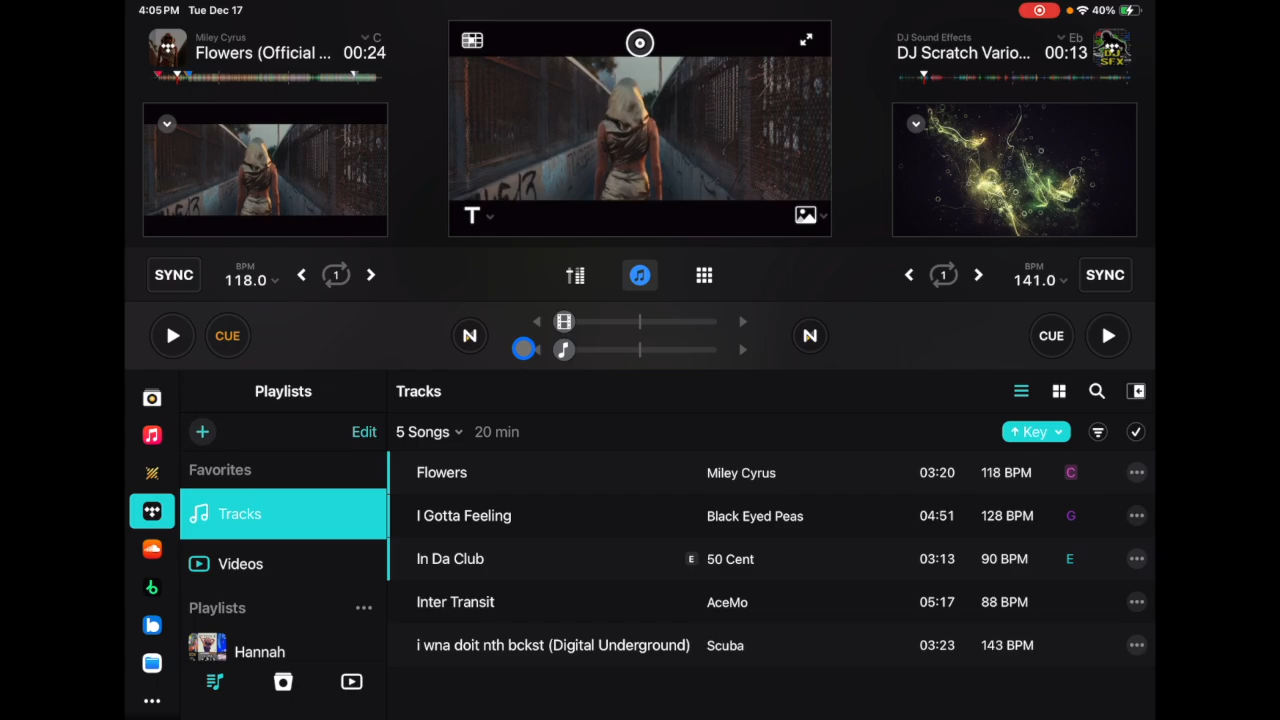 4:05 PM Tue Dec 17
40%
Miley Cyrus
C
Flowers (Official ...
00:24
DJ Sound Effects
Eb
DJ Scratch Vario...
00:13
DJ SFX
T
SYNC
BPM
118.0
1
1
BPM
141.0
SYNC
CUE
N
N
CUE
Playlists
Tracks
Edit
5 Songs
20 min
Key
Favorites
Tracks
Videos
Playlists
Hannah
Flowers Miley Cyrus 03:20 118 BPM C
I Gotta Feeling Black Eyed Peas 04:51 128 BPM G
In Da Club E 50 Cent 03:13 90 BPM E
Inter Transit AceMo 05:17 88 BPM
i wna doit nth bckst (Digital Underground) Scuba 03:23 143 BPM